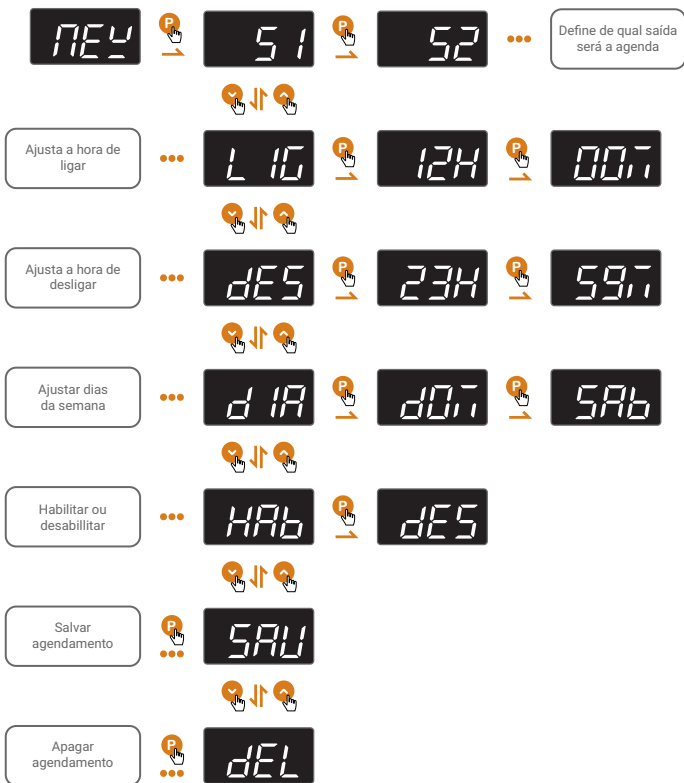 NEW P S1 P S2 Define de qual saída
será a agenda
Ajusta a hora de
ligar
LIG P 12H P 00m
Ajusta a hora de
desligar
dES P 23H P 59m
Ajustar dias
da semana
dIA P dOm P SAb
Habilitar ou
desabillitar
HAb P dES
Salvar
agendamento
P SAU
Apagar
agendamento
P dEL